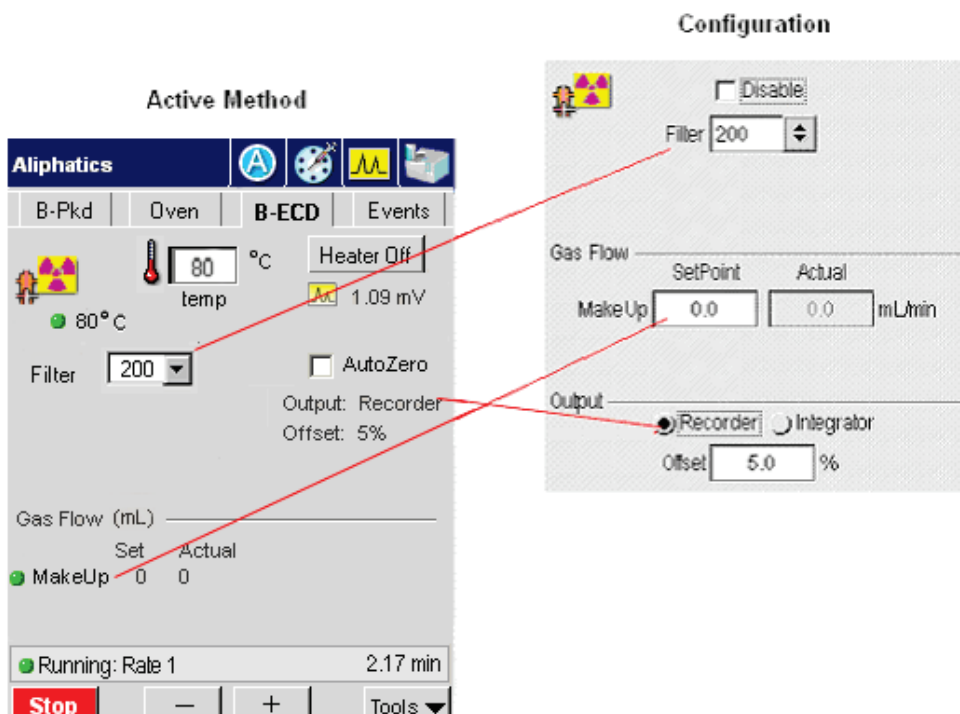 Configuration
Active Method
Disable
Filter 200
Gas Flow
SetPoint Actual
MakeUp 0.0 0.0 mL/min
Output
Recorder Integrator
Offset 5.0 %
Aliphatics A
B-Pkd Oven B-ECD Events
80 °C Heater Off
temp 1.09 mV
80°C
Filter 200 AutoZero
Output: Recorder
Offset: 5%
Gas Flow (mL)
Set Actual
MakeUp 0 0
Running: Rate 1 2.17 min
Stop − + Tools